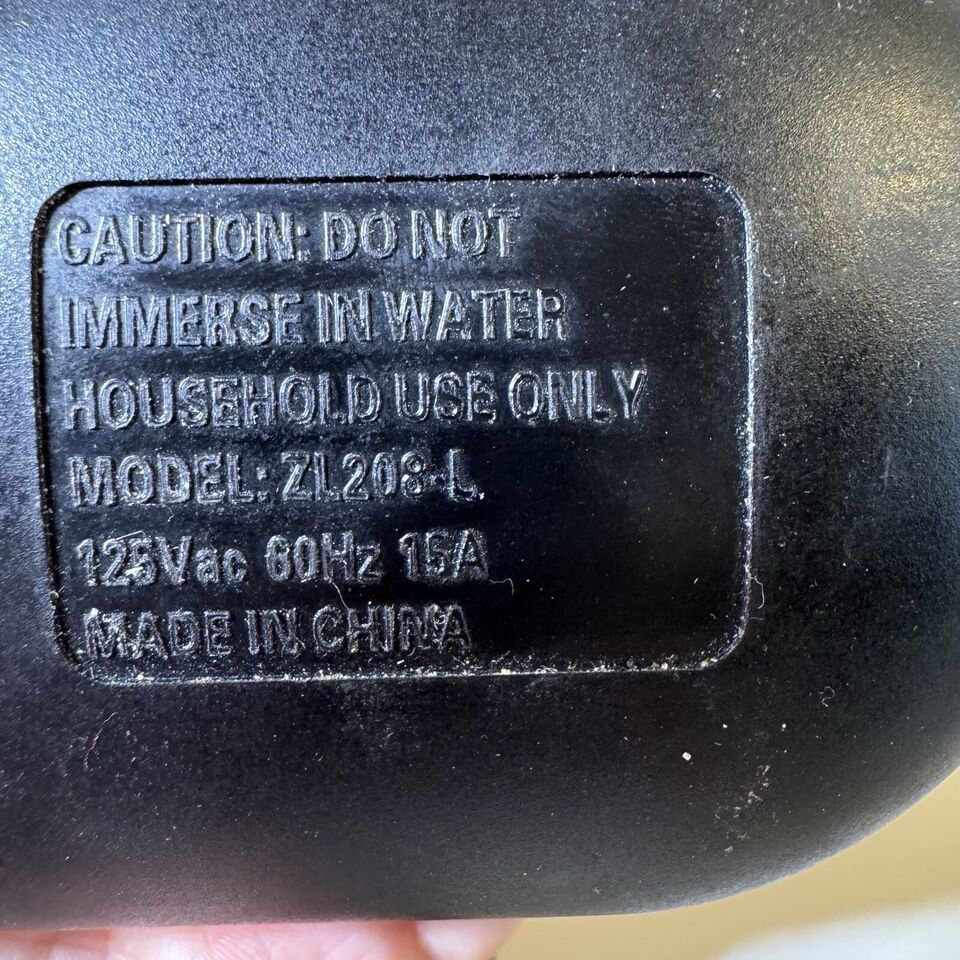 CAUTION: DO NOT
IMMERSE IN WATER
HOUSEHOLD USE ONLY
MODEL: ZL208-L
125Vac 60Hz 15A
MADE IN CHINA